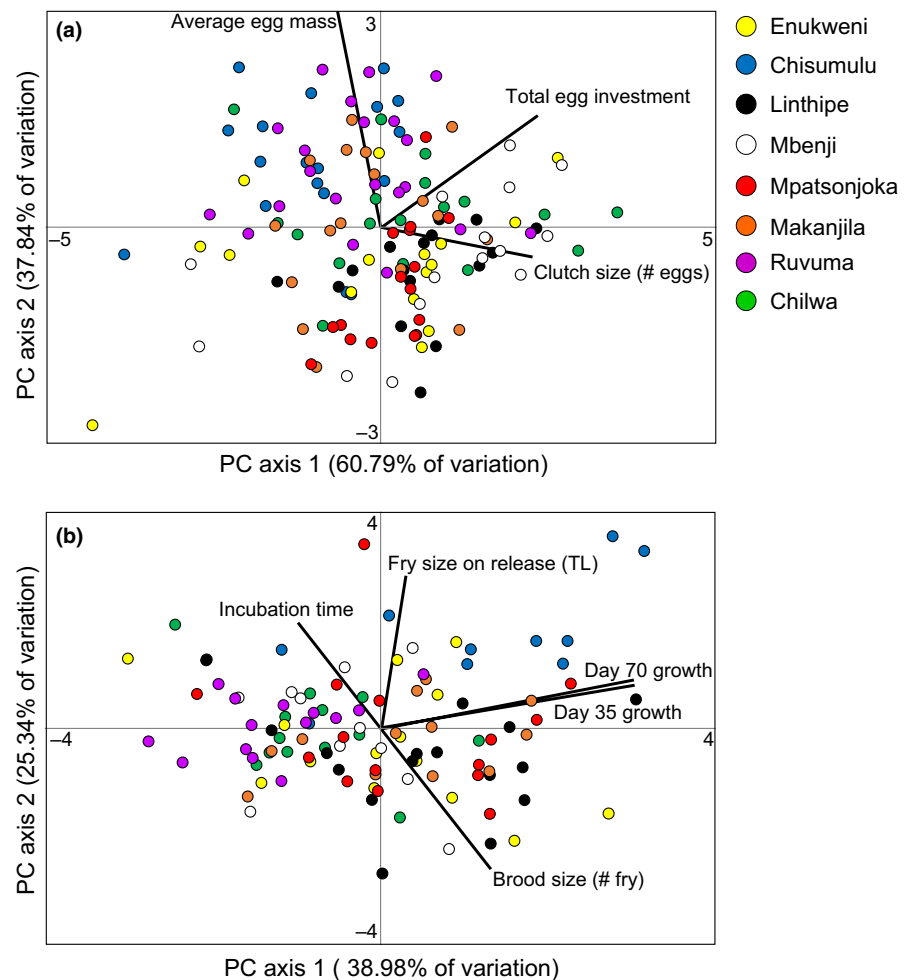 (a)
Average egg mass
3
Total egg investment
–5
5
Clutch size (# eggs)
–3
PC axis 2 (37.84% of variation)
PC axis 1 (60.79% of variation)
Enukweni
Chisumulu
Linthipe
Mbenji
Mpatsonjoka
Makanjila
Ruvuma
Chilwa
(b)
4
Fry size on release (TL)
Incubation time
Day 70 growth
Day 35 growth
–4
4
Brood size (# fry)
–4
PC axis 2 (25.34% of variation)
PC axis 1 ( 38.98% of variation)